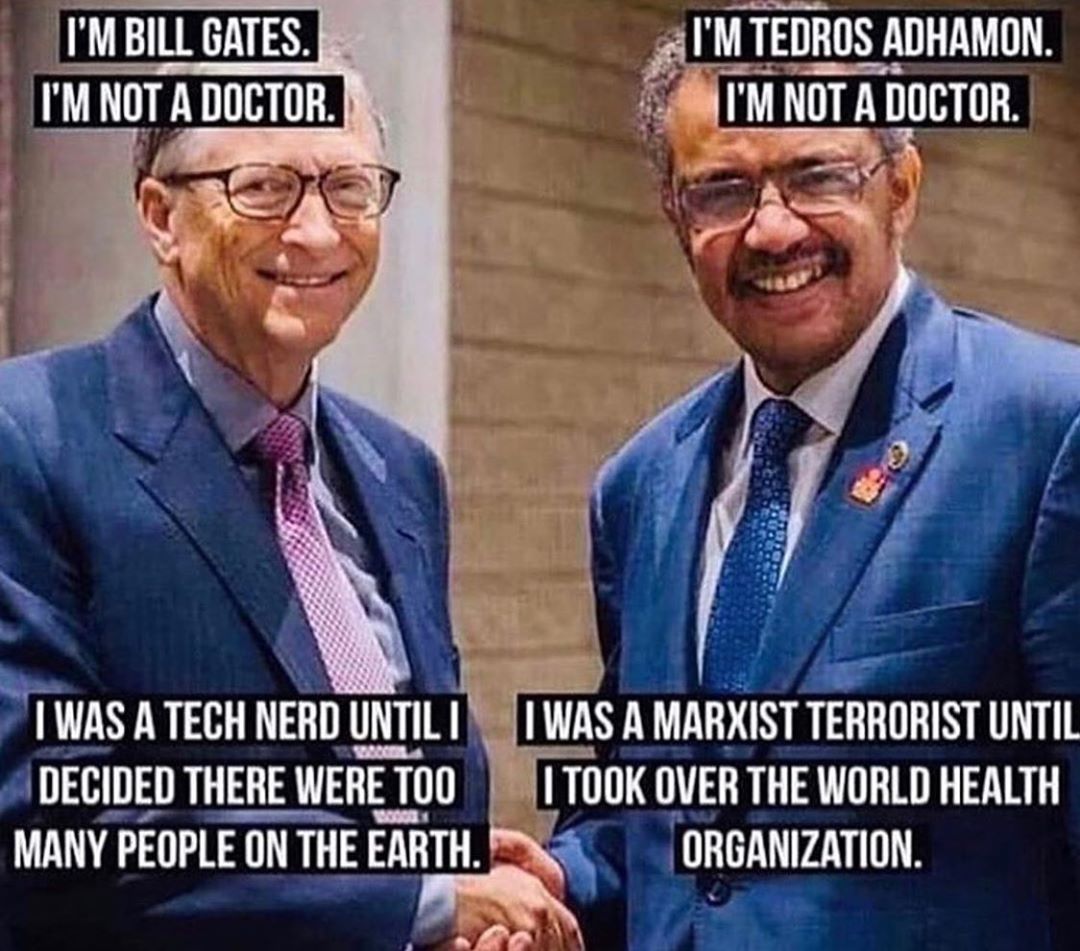 I'M BILL GATES.
I'M NOT A DOCTOR.
I'M TEDROS ADHAMON.
I'M NOT A DOCTOR.
I WAS A TECH NERD UNTIL I
DECIDED THERE WERE TOO
MANY PEOPLE ON THE EARTH.
I WAS A MARXIST TERRORIST UNTIL
I TOOK OVER THE WORLD HEALTH
ORGANIZATION.